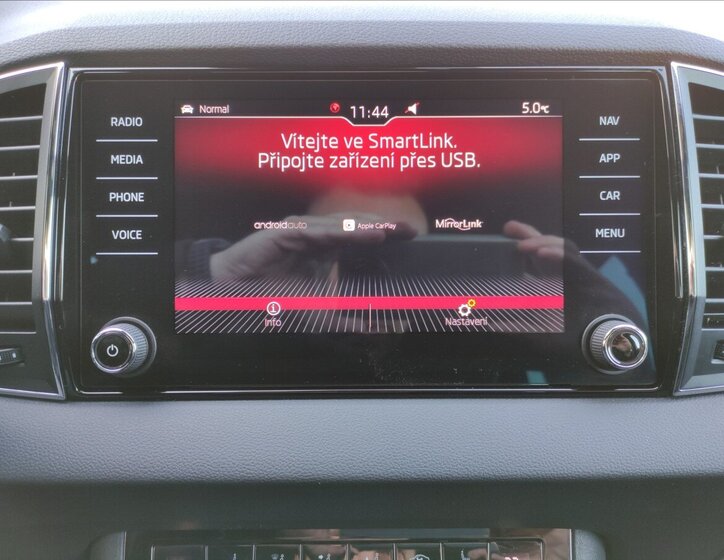 Normal 11:44 5.0°C
Vítejte ve SmartLink.
Připojte zařízení přes USB.
androidauto Apple CarPlay MirrorLink
Info Nastavení
RADIO
MEDIA
PHONE
VOICE
NAV
APP
CAR
MENU